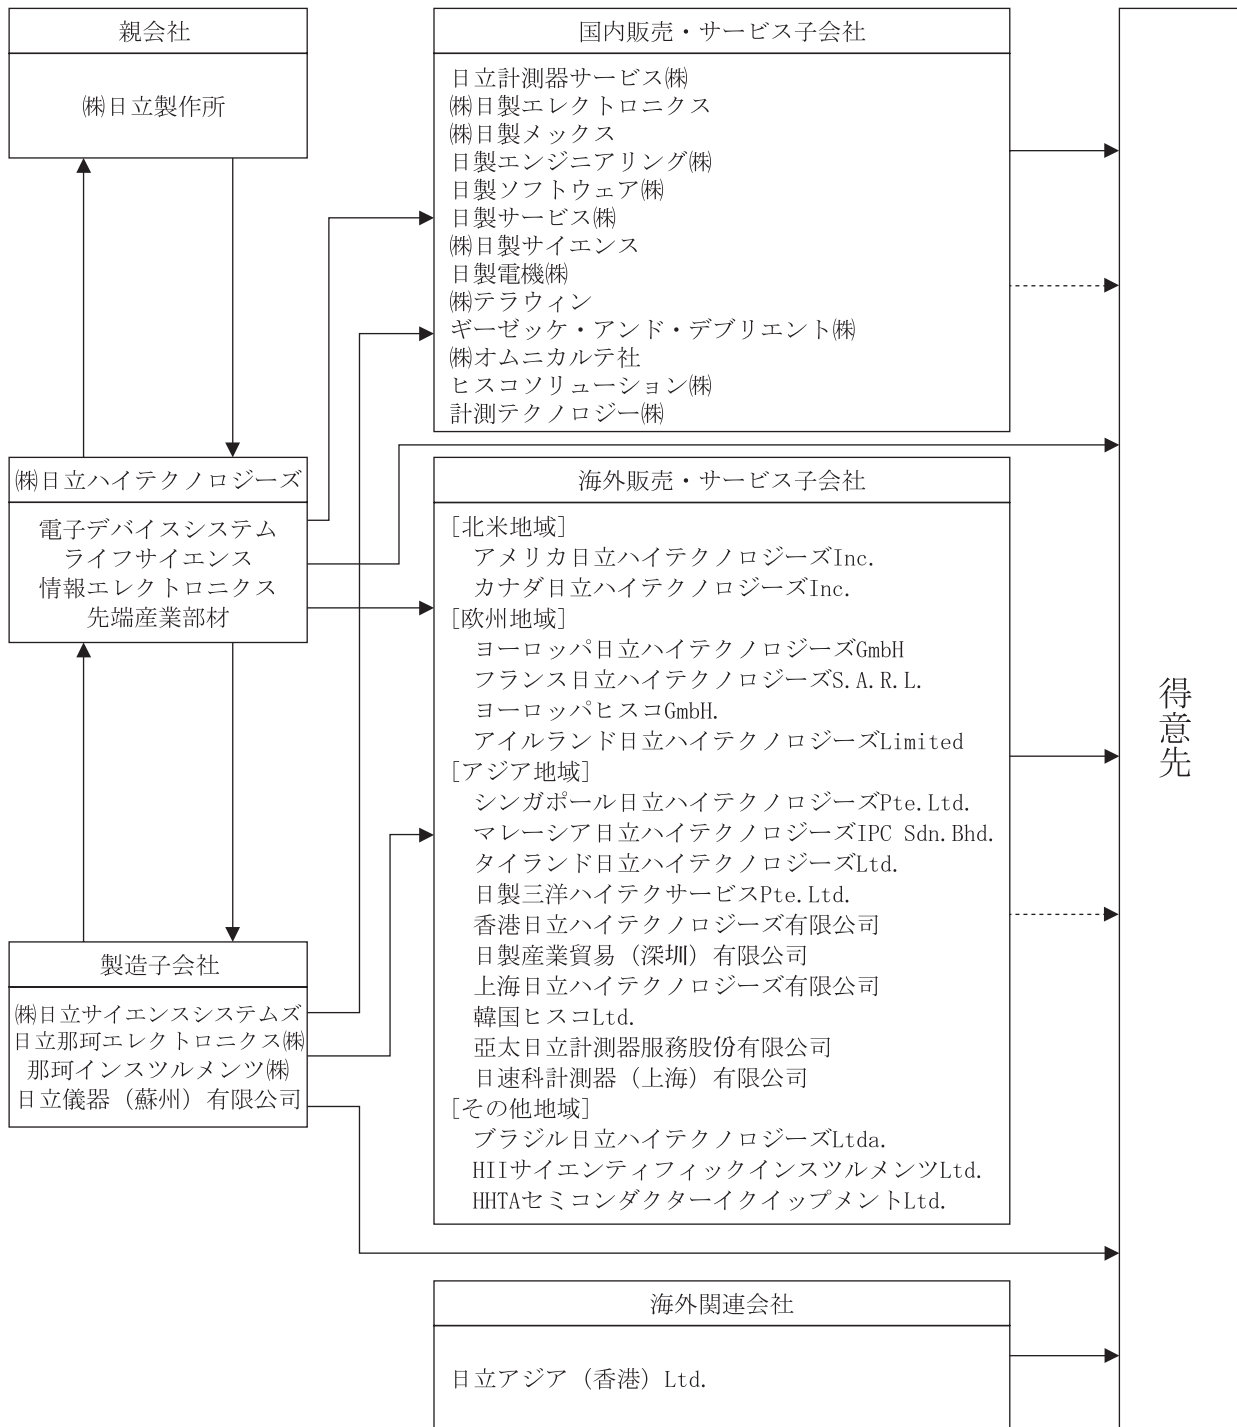 親会社
㈱日立製作所
㈱日立ハイテクノロジーズ
電子デバイスシステム
ライフサイエンス
情報エレクトロニクス
先端産業部材
製造子会社
㈱日立サイエンスシステムズ
日立那珂エレクトロニクス㈱
那珂インスツルメンツ㈱
日立儀器（蘇州）有限公司
国内販売・サービス子会社
日立計測器サービス㈱
㈱日製エレクトロニクス
㈱日製メックス
日製エンジニアリング㈱
日製ソフトウェア㈱
日製サービス㈱
㈱日製サイエンス
日製電機㈱
㈱テラウィン
ギーゼッケ・アンド・デブリエント㈱
㈱オムニカルテ社
ヒスコソリューション㈱
計測テクノロジー㈱
海外販売・サービス子会社
[北米地域]
アメリカ日立ハイテクノロジーズInc.
カナダ日立ハイテクノロジーズInc.
[欧州地域]
ヨーロッパ日立ハイテクノロジーズGmbH
フランス日立ハイテクノロジーズS.A.R.L.
ヨーロッパヒスコGmbH.
アイルランド日立ハイテクノロジーズLimited
[アジア地域]
シンガポール日立ハイテクノロジーズPte.Ltd.
マレーシア日立ハイテクノロジーズIPC Sdn.Bhd.
タイランド日立ハイテクノロジーズLtd.
日製三洋ハイテクサービスPte.Ltd.
香港日立ハイテクノロジーズ有限公司
日製産業貿易（深圳）有限公司
上海日立ハイテクノロジーズ有限公司
韓国ヒスコLtd.
亞太日立計測器服務股份有限公司
日速科計測器（上海）有限公司
[その他地域]
ブラジル日立ハイテクノロジーズLtda.
HIIサイエンティフィックインスツルメンツLtd.
HHTAセミコンダクターイクイップメントLtd.
海外関連会社
日立アジア（香港）Ltd.
得意先